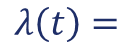 λ(t) =